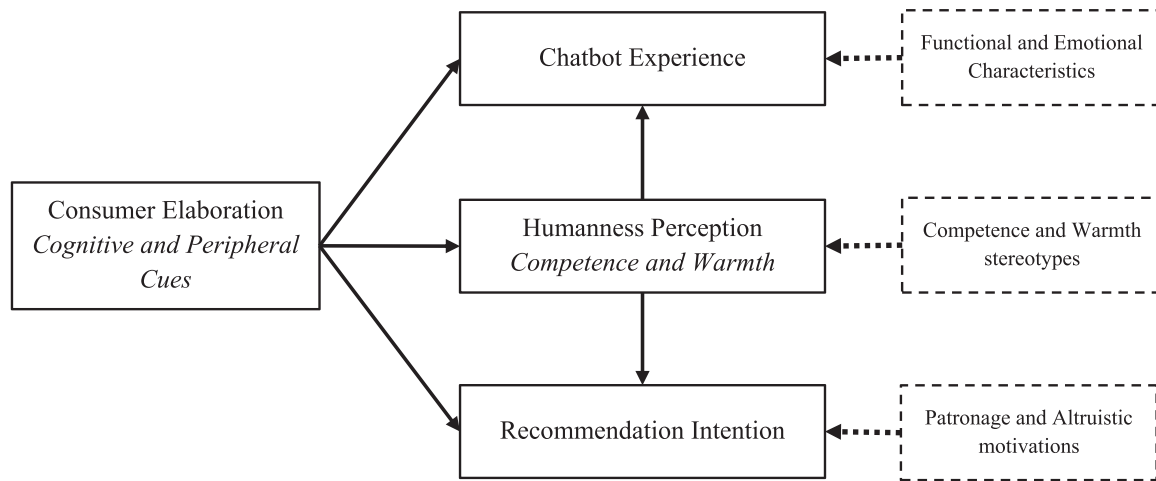 Chatbot Experience
Functional and Emotional
Characteristics
Consumer Elaboration
Cognitive and Peripheral
Cues
Humanness Perception
Competence and Warmth
Competence and Warmth
stereotypes
Recommendation Intention
Patronage and Altruistic
motivations